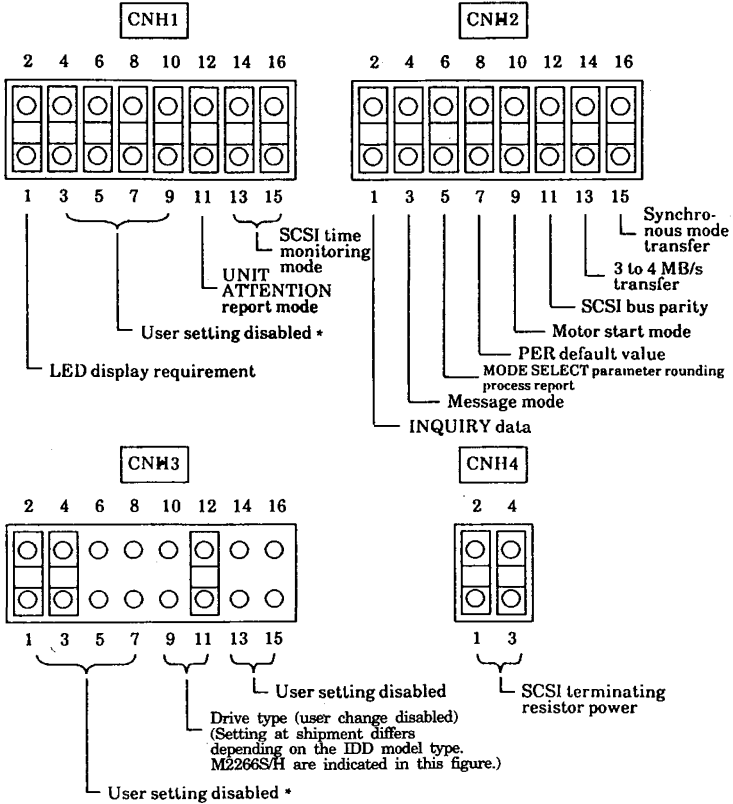 CNH1
2 4 6 8 10 12 14 16
1 3 5 7 9 11 13 15
SCSI time
monitoring
mode
UNIT
ATTENTION
report mode
User setting disabled *
LED display requirement
CNH2
2 4 6 8 10 12 14 16
1 3 5 7 9 11 13 15
Synchro-
nous mode
transfer
3 to 4 MB/s
transfer
SCSI bus parity
Motor start mode
PER default value
MODE SELECT parameter rounding
process report
Message mode
INQUIRY data
CNH3
2 4 6 8 10 12 14 16
1 3 5 7 9 11 13 15
User setting disabled
Drive type (user change disabled)
(Setting at shipment differs
depending on the IDD model type.
M2266S/H are indicated in this figure.)
User setting disabled *
CNH4
2 4
1 3
SCSI terminating
resistor power